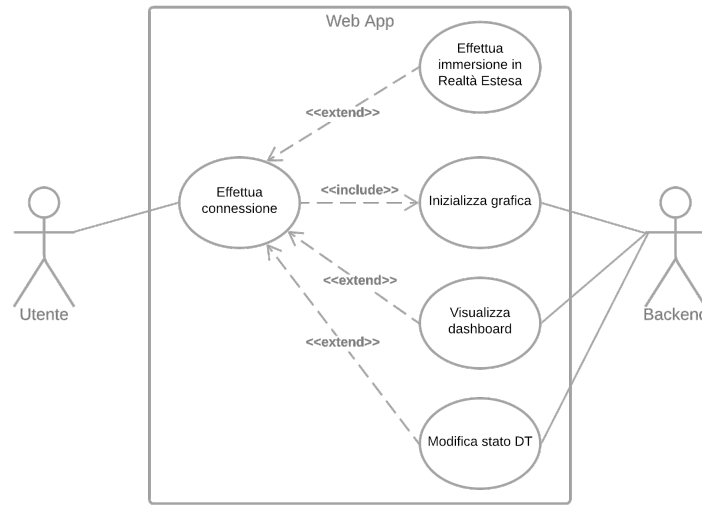 Web App
Effettua
immersione in
Realtà Estesa
<<extend>>
Effettua
connessione
<<include>>
Inizializza grafica
<<extend>>
Visualizza
dashboard
<<extend>>
Modifica stato DT
Utente
Backend